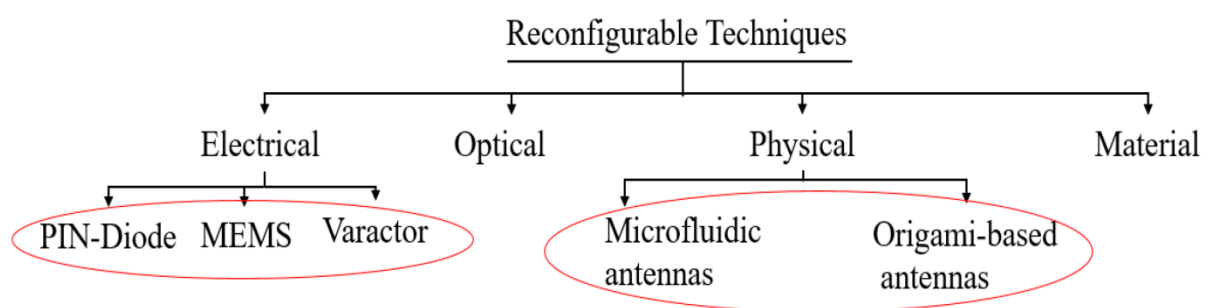 Reconfigurable Techniques
Electrical
Optical
Physical
Material
PIN-Diode
MEMS
Varactor
Microfluidic
antennas
Origami-based
antennas